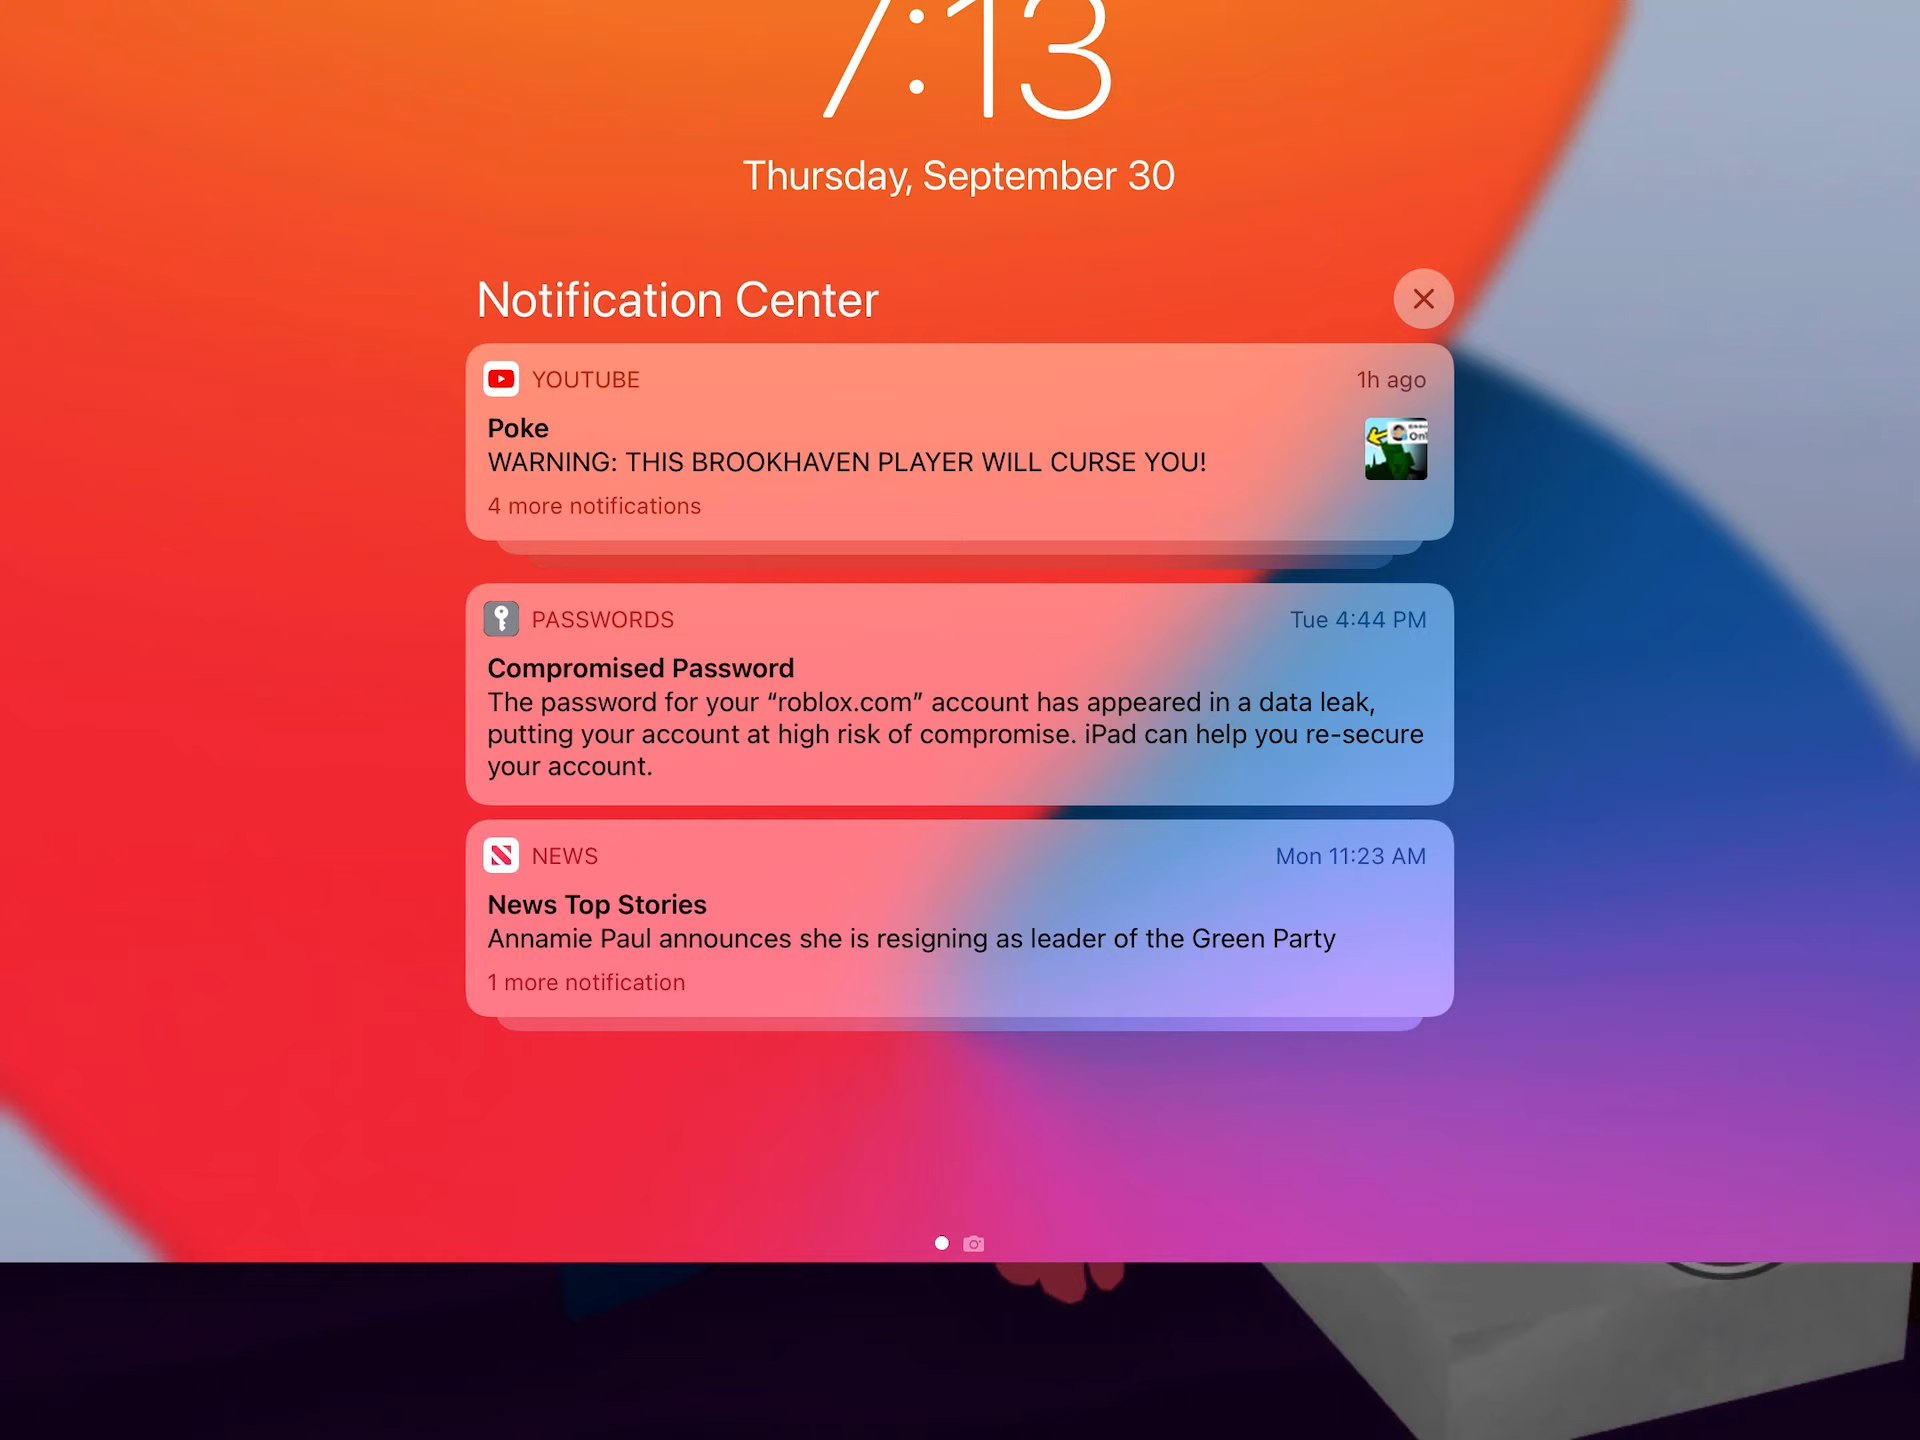 7:13
Thursday, September 30
Notification Center
YOUTUBE
1h ago
Poke
WARNING: THIS BROOKHAVEN PLAYER WILL CURSE YOU!
4 more notifications
PASSWORDS
Tue 4:44 PM
Compromised Password
The password for your “roblox.com” account has appeared in a data leak,
putting your account at high risk of compromise. iPad can help you re-secure
your account.
NEWS
Mon 11:23 AM
News Top Stories
Annamie Paul announces she is resigning as leader of the Green Party
1 more notification